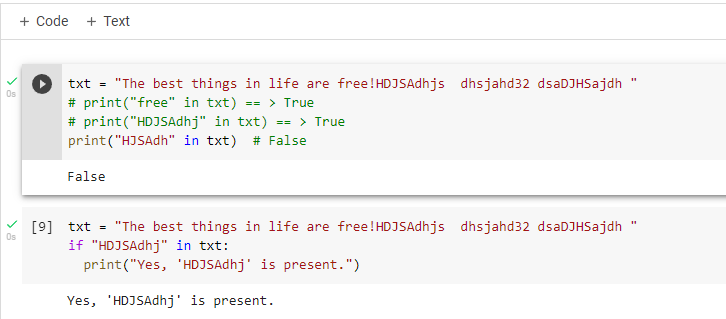 + Code + Text
0s
txt = "The best things in life are free!HDJSAdhjs  dhsjahd32 dsaDJHSajdh "
# print("free" in txt) == > True
# print("HDJSAdhj" in txt) == > True
print("HJSAdh" in txt)  # False
False
[9]
0s
txt = "The best things in life are free!HDJSAdhjs  dhsjahd32 dsaDJHSajdh "
if "HDJSAdhj" in txt:
  print("Yes, 'HDJSAdhj' is present.")
Yes, 'HDJSAdhj' is present.